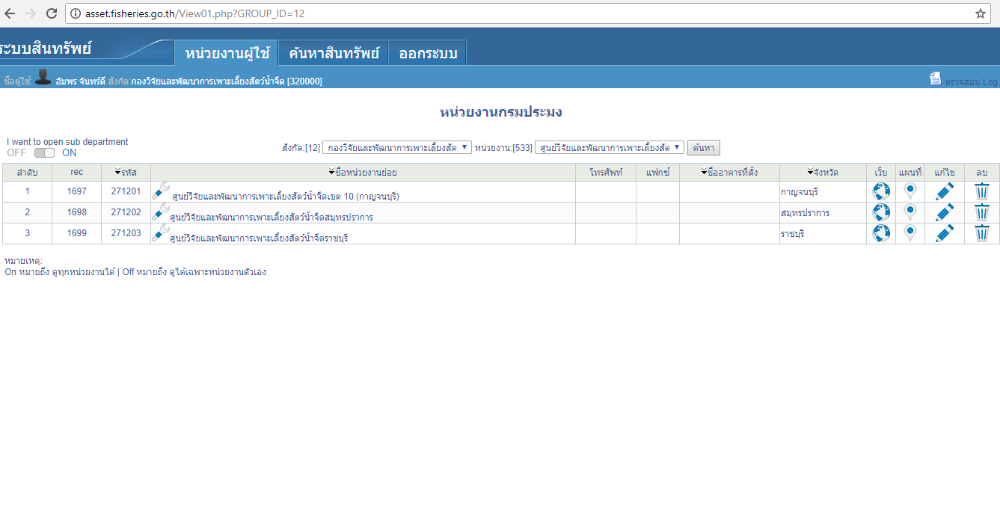 asset.fisheries.go.th/View01.php?GROUP_ID=12
ระบบสินทรัพย์ หน่วยงานผู้ใช้ ค้นหาสินทรัพย์ ออกระบบ
ชื่อผู้ใช้: อัมพร จันทร์ดี สังกัด:กองวิจัยและพัฒนาการเพาะเลี้ยงสัตว์น้ำจืด [320000] ตรวจสอบ Log
หน่วยงานกรมประมง
I want to open sub department
OFF ON สังกัด:[12] กองวิจัยและพัฒนาการเพาะเลี้ยงสัตว หน่วยงาน:[533] ศูนย์วิจัยและพัฒนาการเพาะเลี้ยงสัต ค้นหา
ลำดับ rec รหัส ชื่อหน่วยงานย่อย โทรศัพท์ แฟกซ์ ชื่ออาคารที่ตั้ง จังหวัด เว็บ แผนที่ แก้ไข ลบ
1 1697 271201 ศูนย์วิจัยและพัฒนาการเพาะเลี้ยงสัตว์น้ำจืดเขต 10 (กาญจนบุรี) กาญจนบุรี
2 1698 271202 ศูนย์วิจัยและพัฒนาการเพาะเลี้ยงสัตว์น้ำจืดสมุทรปราการ สมุทรปราการ
3 1699 271203 ศูนย์วิจัยและพัฒนาการเพาะเลี้ยงสัตว์น้ำจืดราชบุรี ราชบุรี
หมายเหตุ:
On หมายถึง ดูทุกหน่วยงานได้ | Off หมายถึง ดูได้เฉพาะหน่วยงานตัวเอง